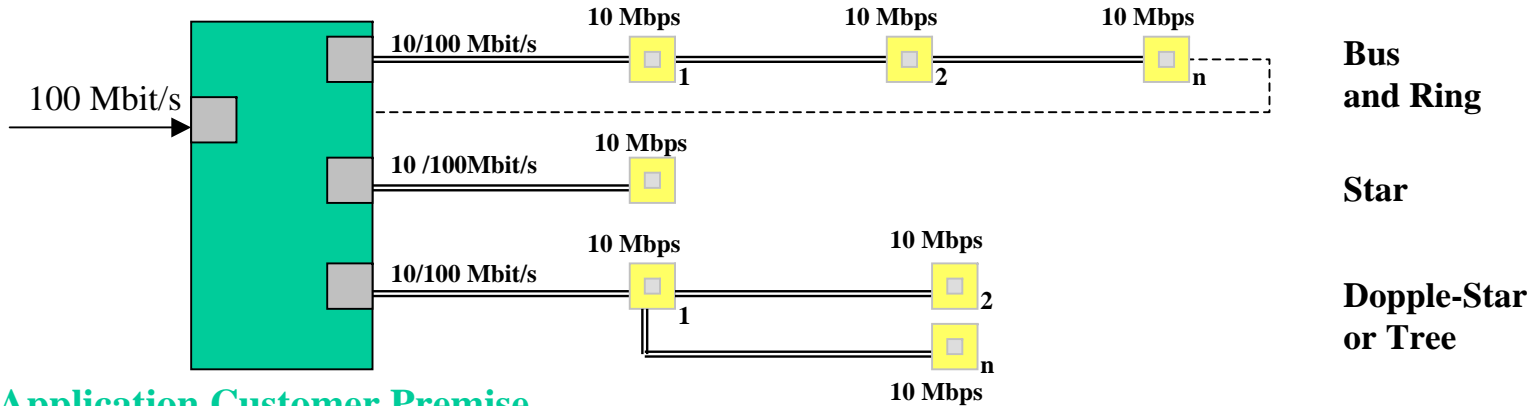 10 Mbps 10 Mbps 10 Mbps
10/100 Mbit/s
1 2 n
Bus
and Ring
100 Mbit/s
10 Mbps
10 /100Mbit/s
Star
10 Mbps 10 Mbps
10/100 Mbit/s
1 2
Dopple-Star
or Tree
n
10 Mbps
Application Customer Premise